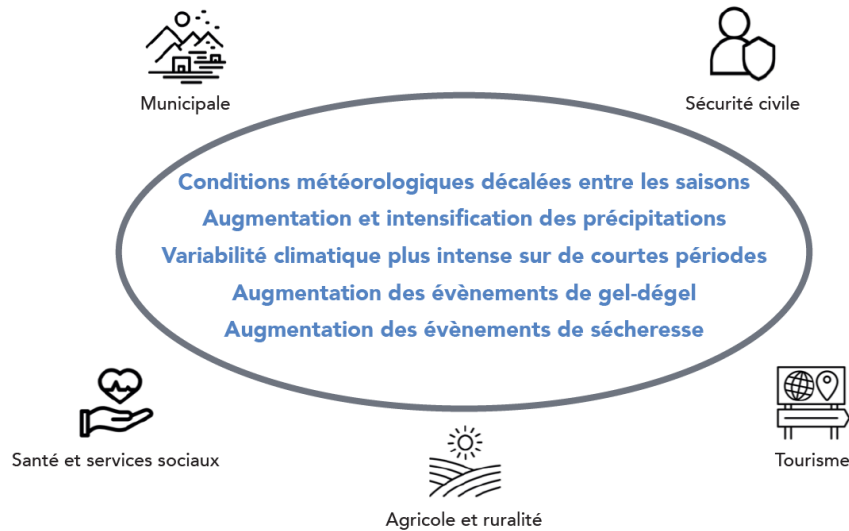 Municipale
Sécurité civile
Conditions météorologiques décalées entre les saisons
Augmentation et intensification des précipitations
Variabilité climatique plus intense sur de courtes périodes
Augmentation des évènements de gel-dégel
Augmentation des évènements de sécheresse
Santé et services sociaux
Tourisme
Agricole et ruralité